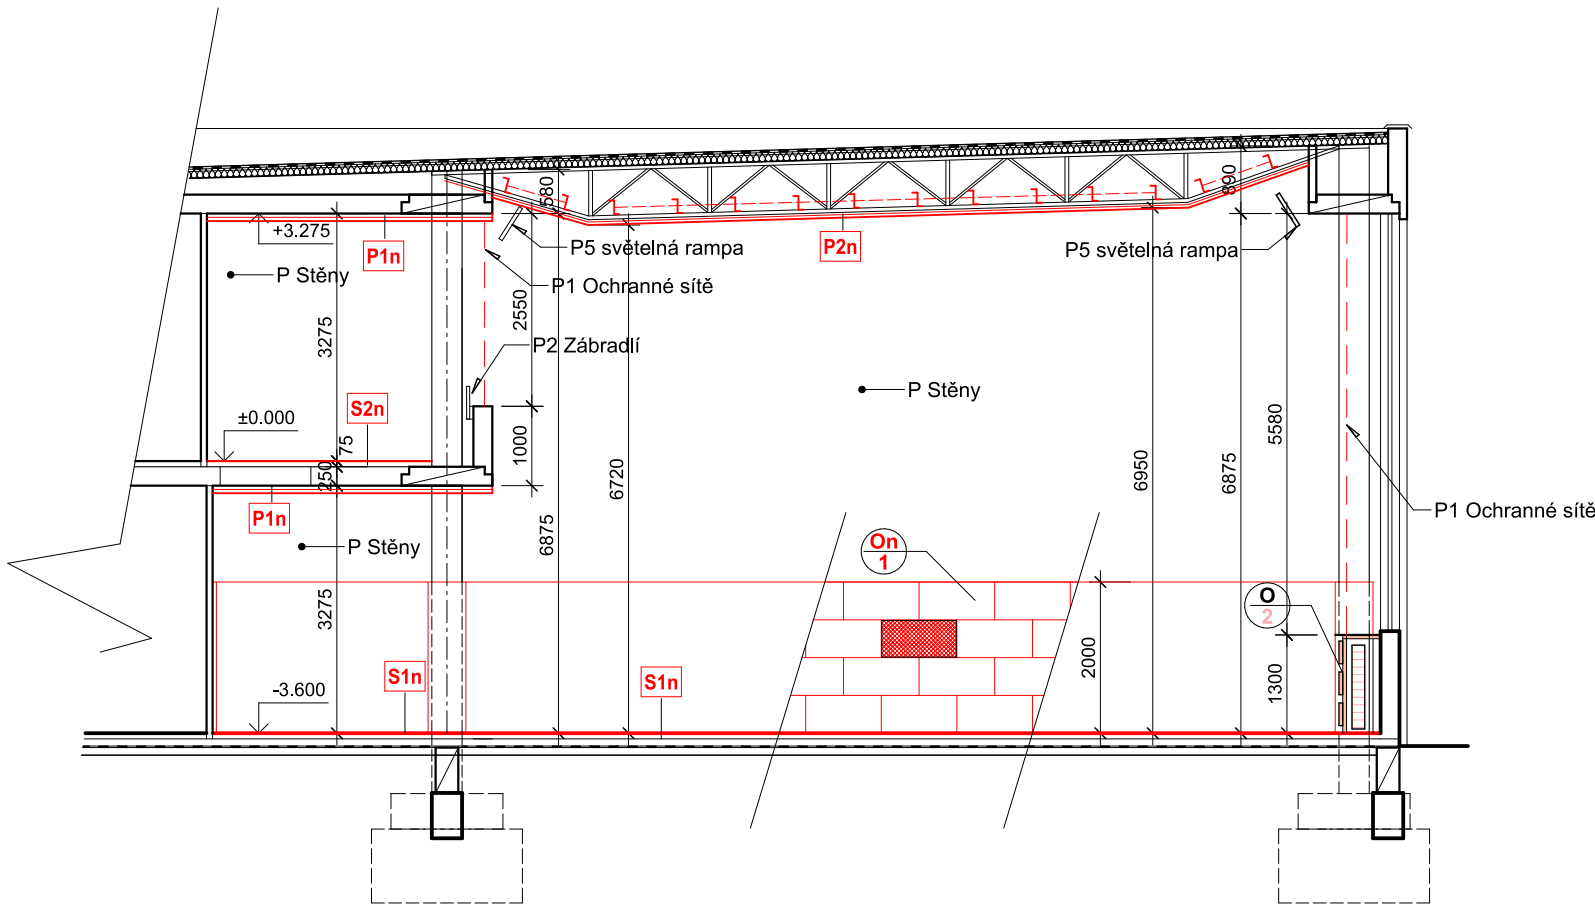 580
890
+3.275
P1n
P5 světelná rampa
P2n
P5 světelná rampa
P Stěny
P1 Ochranné sítě
3275
2550
P2 Zábradlí
P Stěny
S2n
±0.000
75
250
1000
6720
6950
6875
5580
P1n
6875
P1 Ochranné sítě
P Stěny
On
1
3275
O
2
2000
1300
S1n
S1n
-3.600